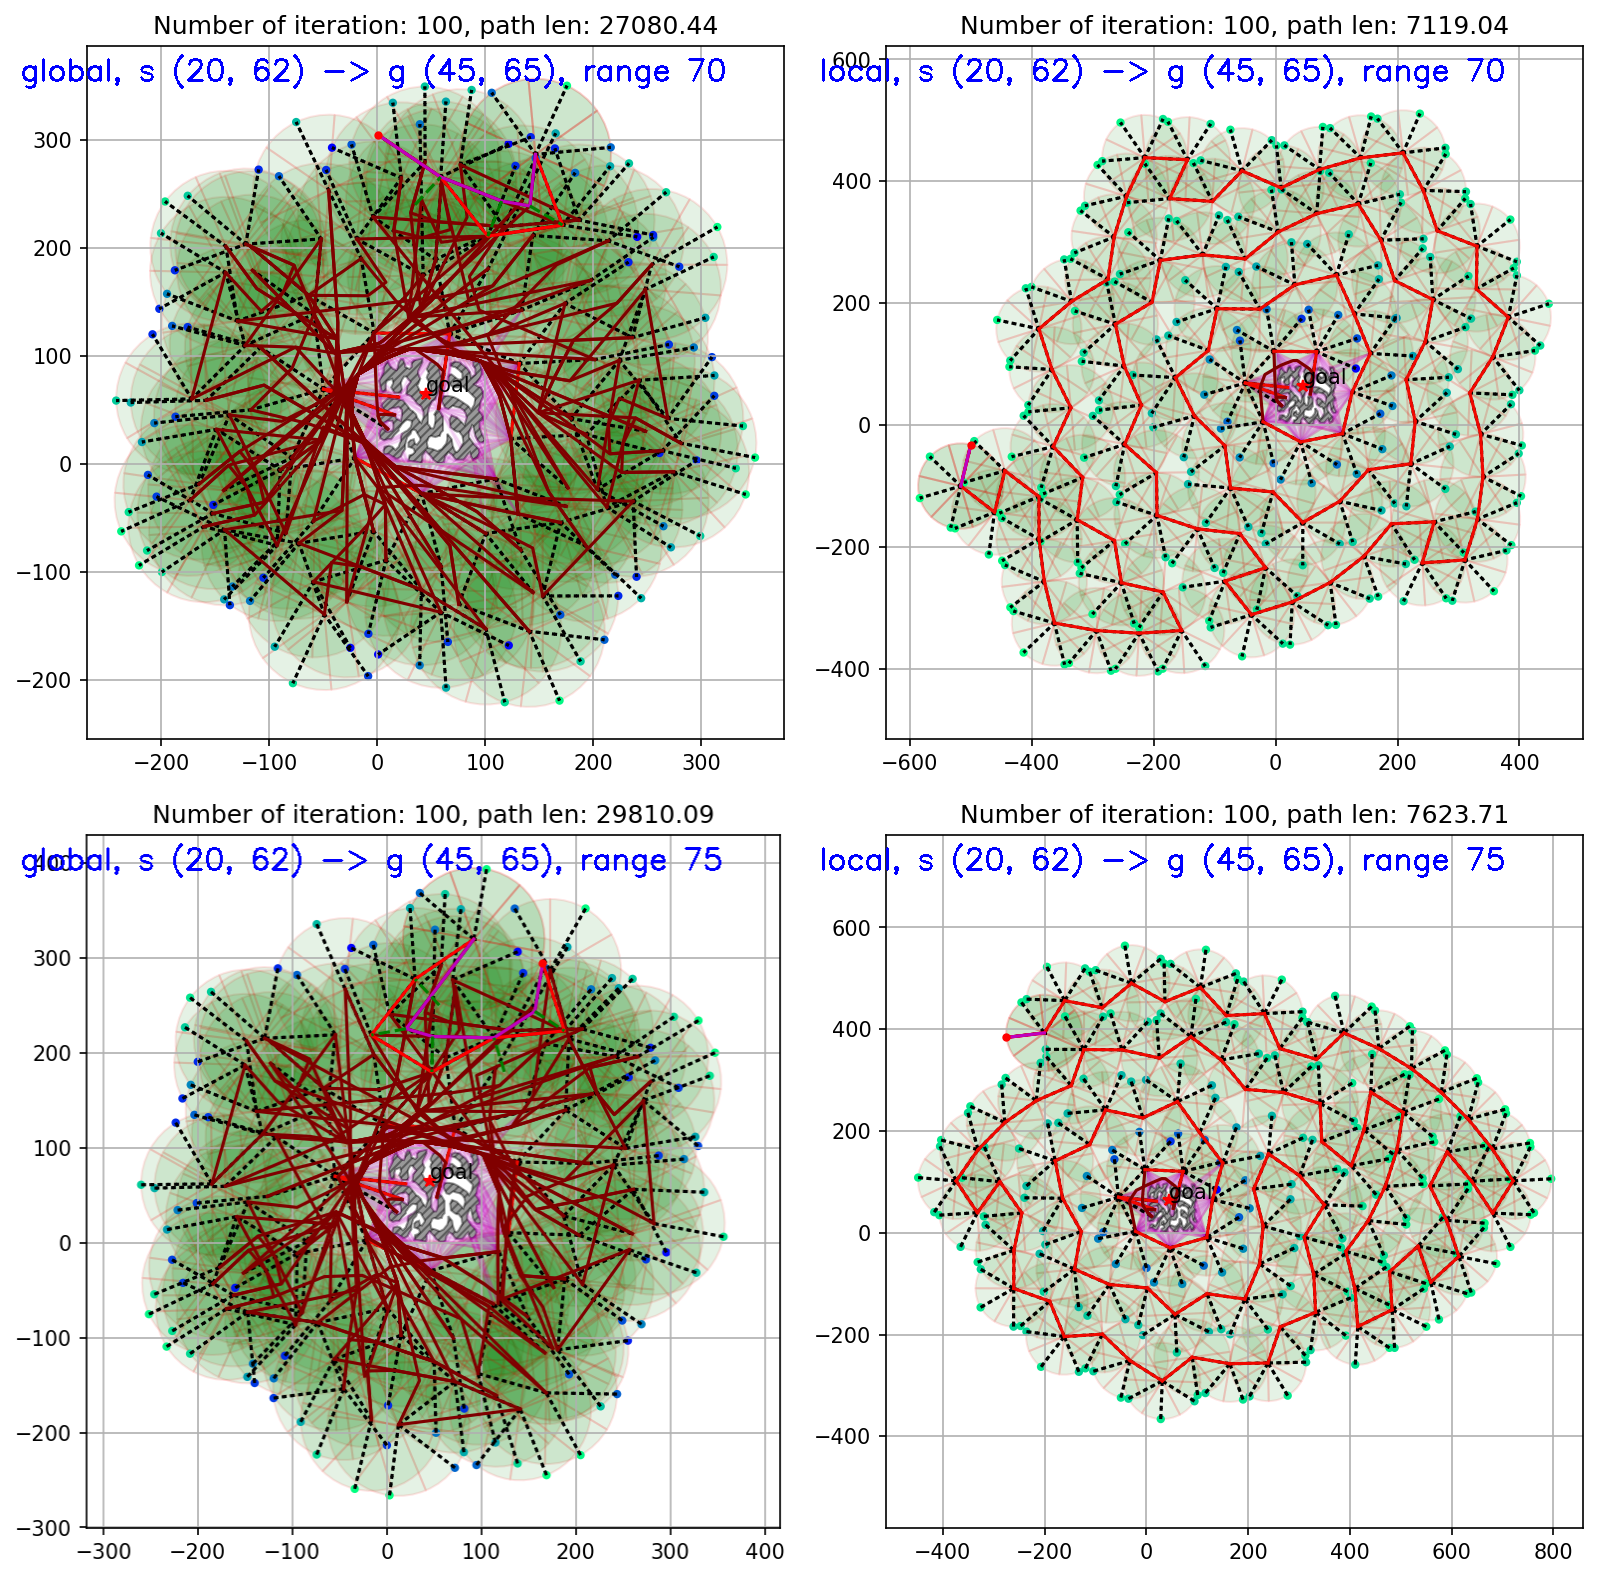 Number of iteration: 100, path len: 27080.44
global, s (20, 62) -> g (45, 65), range 70
300
200
100
0
−100
−200
goal
−200 −100 0 100 200 300
Number of iteration: 100, path len: 7119.04
600
local, s (20, 62) -> g (45, 65), range 70
400
200
0
−200
−400
goal
−600 −400 −200 0 200 400
Number of iteration: 100, path len: 29810.09
400
global, s (20, 62) -> g (45, 65), range 75
300
200
100
0
−100
−200
−300
goal
−300 −200 −100 0 100 200 300 400
Number of iteration: 100, path len: 7623.71
local, s (20, 62) -> g (45, 65), range 75
600
400
200
0
−200
−400
goal
−400 −200 0 200 400 600 800